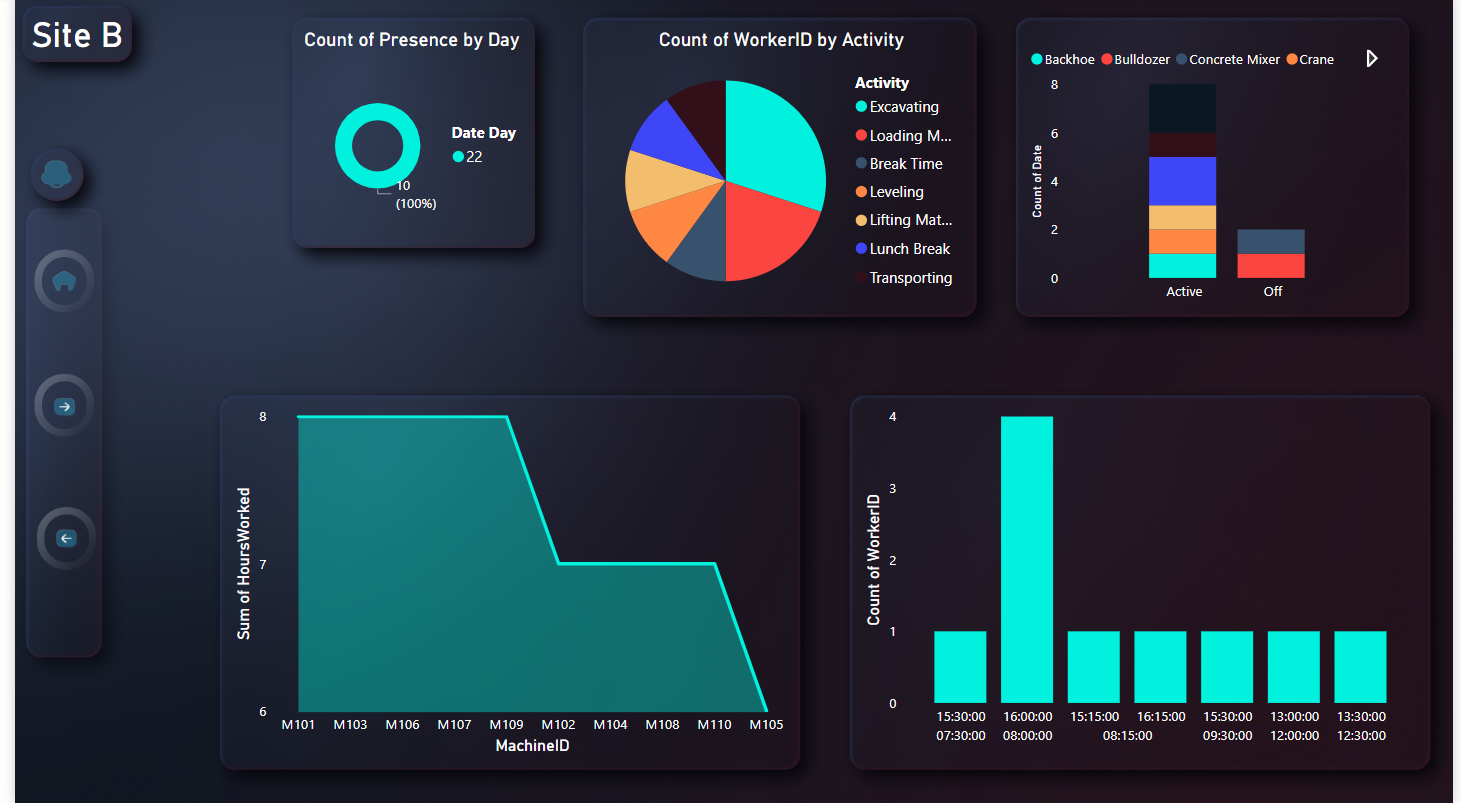 Site B
Count of Presence by Day
Date Day
22
10
(100%)
Count of WorkerID by Activity
Activity
Excavating
Loading M...
Break Time
Leveling
Lifting Mat...
Lunch Break
Transporting
Backhoe Bulldozer Concrete Mixer Crane
Count of Date
8
6
4
2
0
Active Off
Sum of HoursWorked
8
7
6
M101 M103 M106 M107 M109 M102 M104 M108 M110 M105
MachineID
Count of WorkerID
4
3
2
1
0
15:30:00 16:00:00 15:15:00 16:15:00 15:30:00 13:00:00 13:30:00
07:30:00 08:00:00 08:15:00 09:30:00 12:00:00 12:30:00